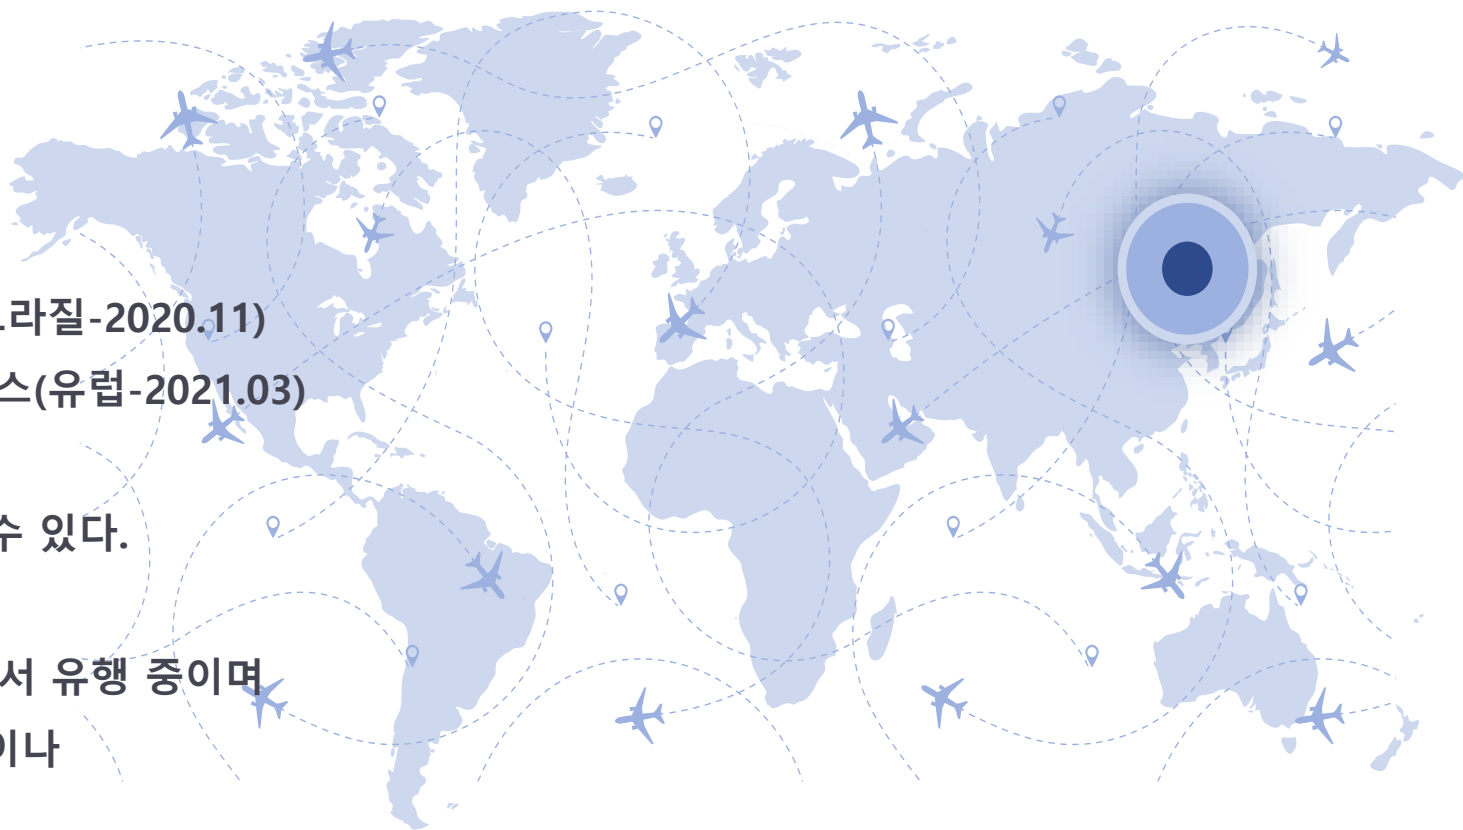 라질-2020.11)
스(유럽-2021.03)
수 있다.
서 유행 중이며
이나